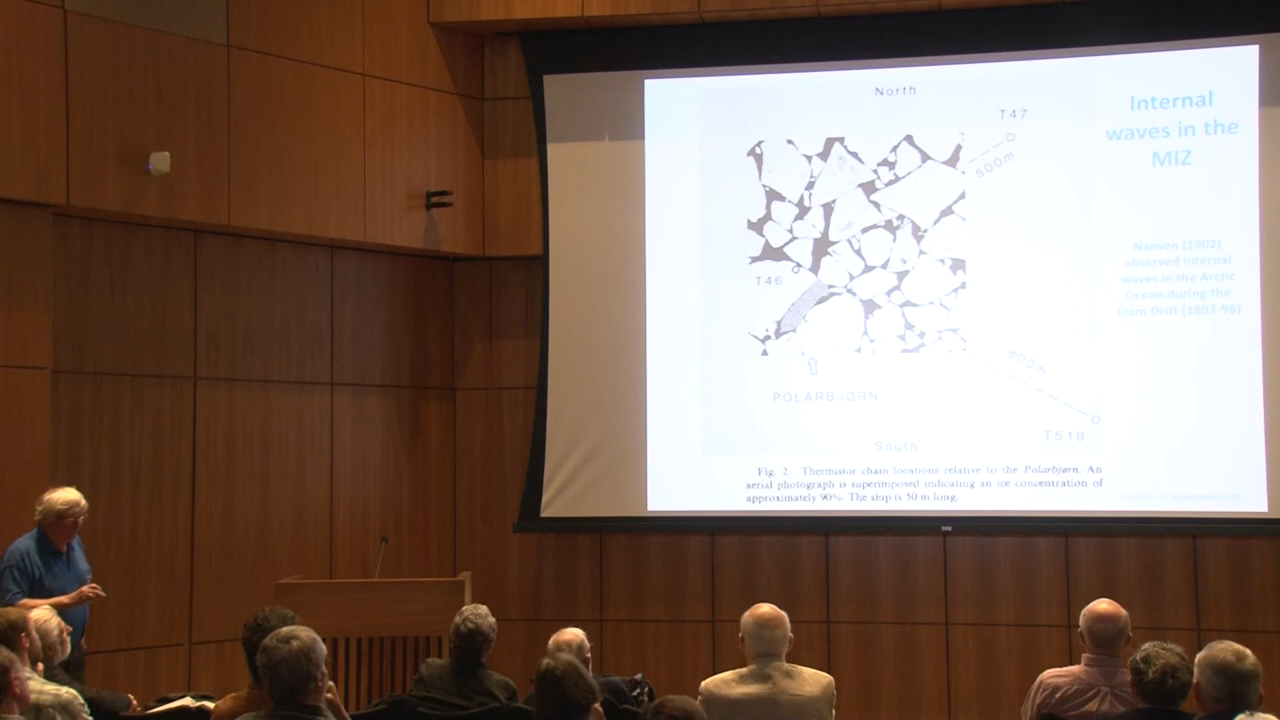 North
T47
500m
T46
800m
POLARBJØRN
T518
South
Fig. 2. Thermistor chain locations relative to the Polarbjørn. An
aerial photograph is superimposed indicating an ice concentration of
approximately 90%. The ship is 50 m long.
Internal
waves in the
MIZ
Nansen (1902)
observed internal
waves in the Arctic
Ocean during the
Fram Drift (1893-96)